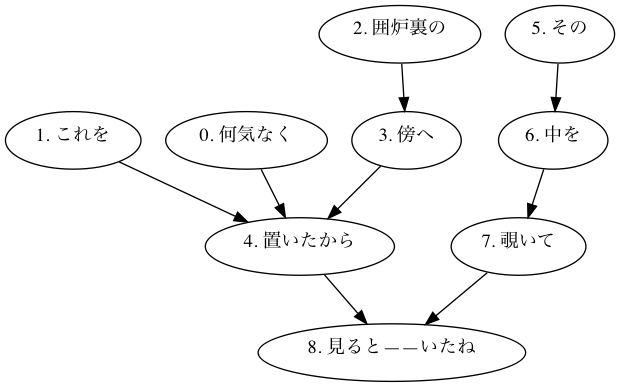 2. 囲炉裏の
5. その
1. これを
0. 何気なく
3. 傍へ
6. 中を
4. 置いたから
7. 覗いて
8. 見ると——いたね